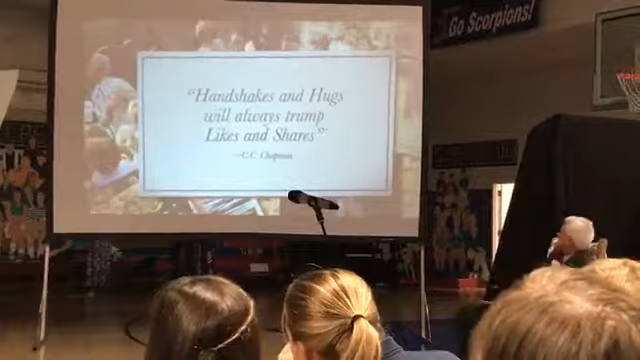 Go Scorpions!
"Handshakes and Hugs
will always trump
Likes and Shares"
—C.C. Chapman